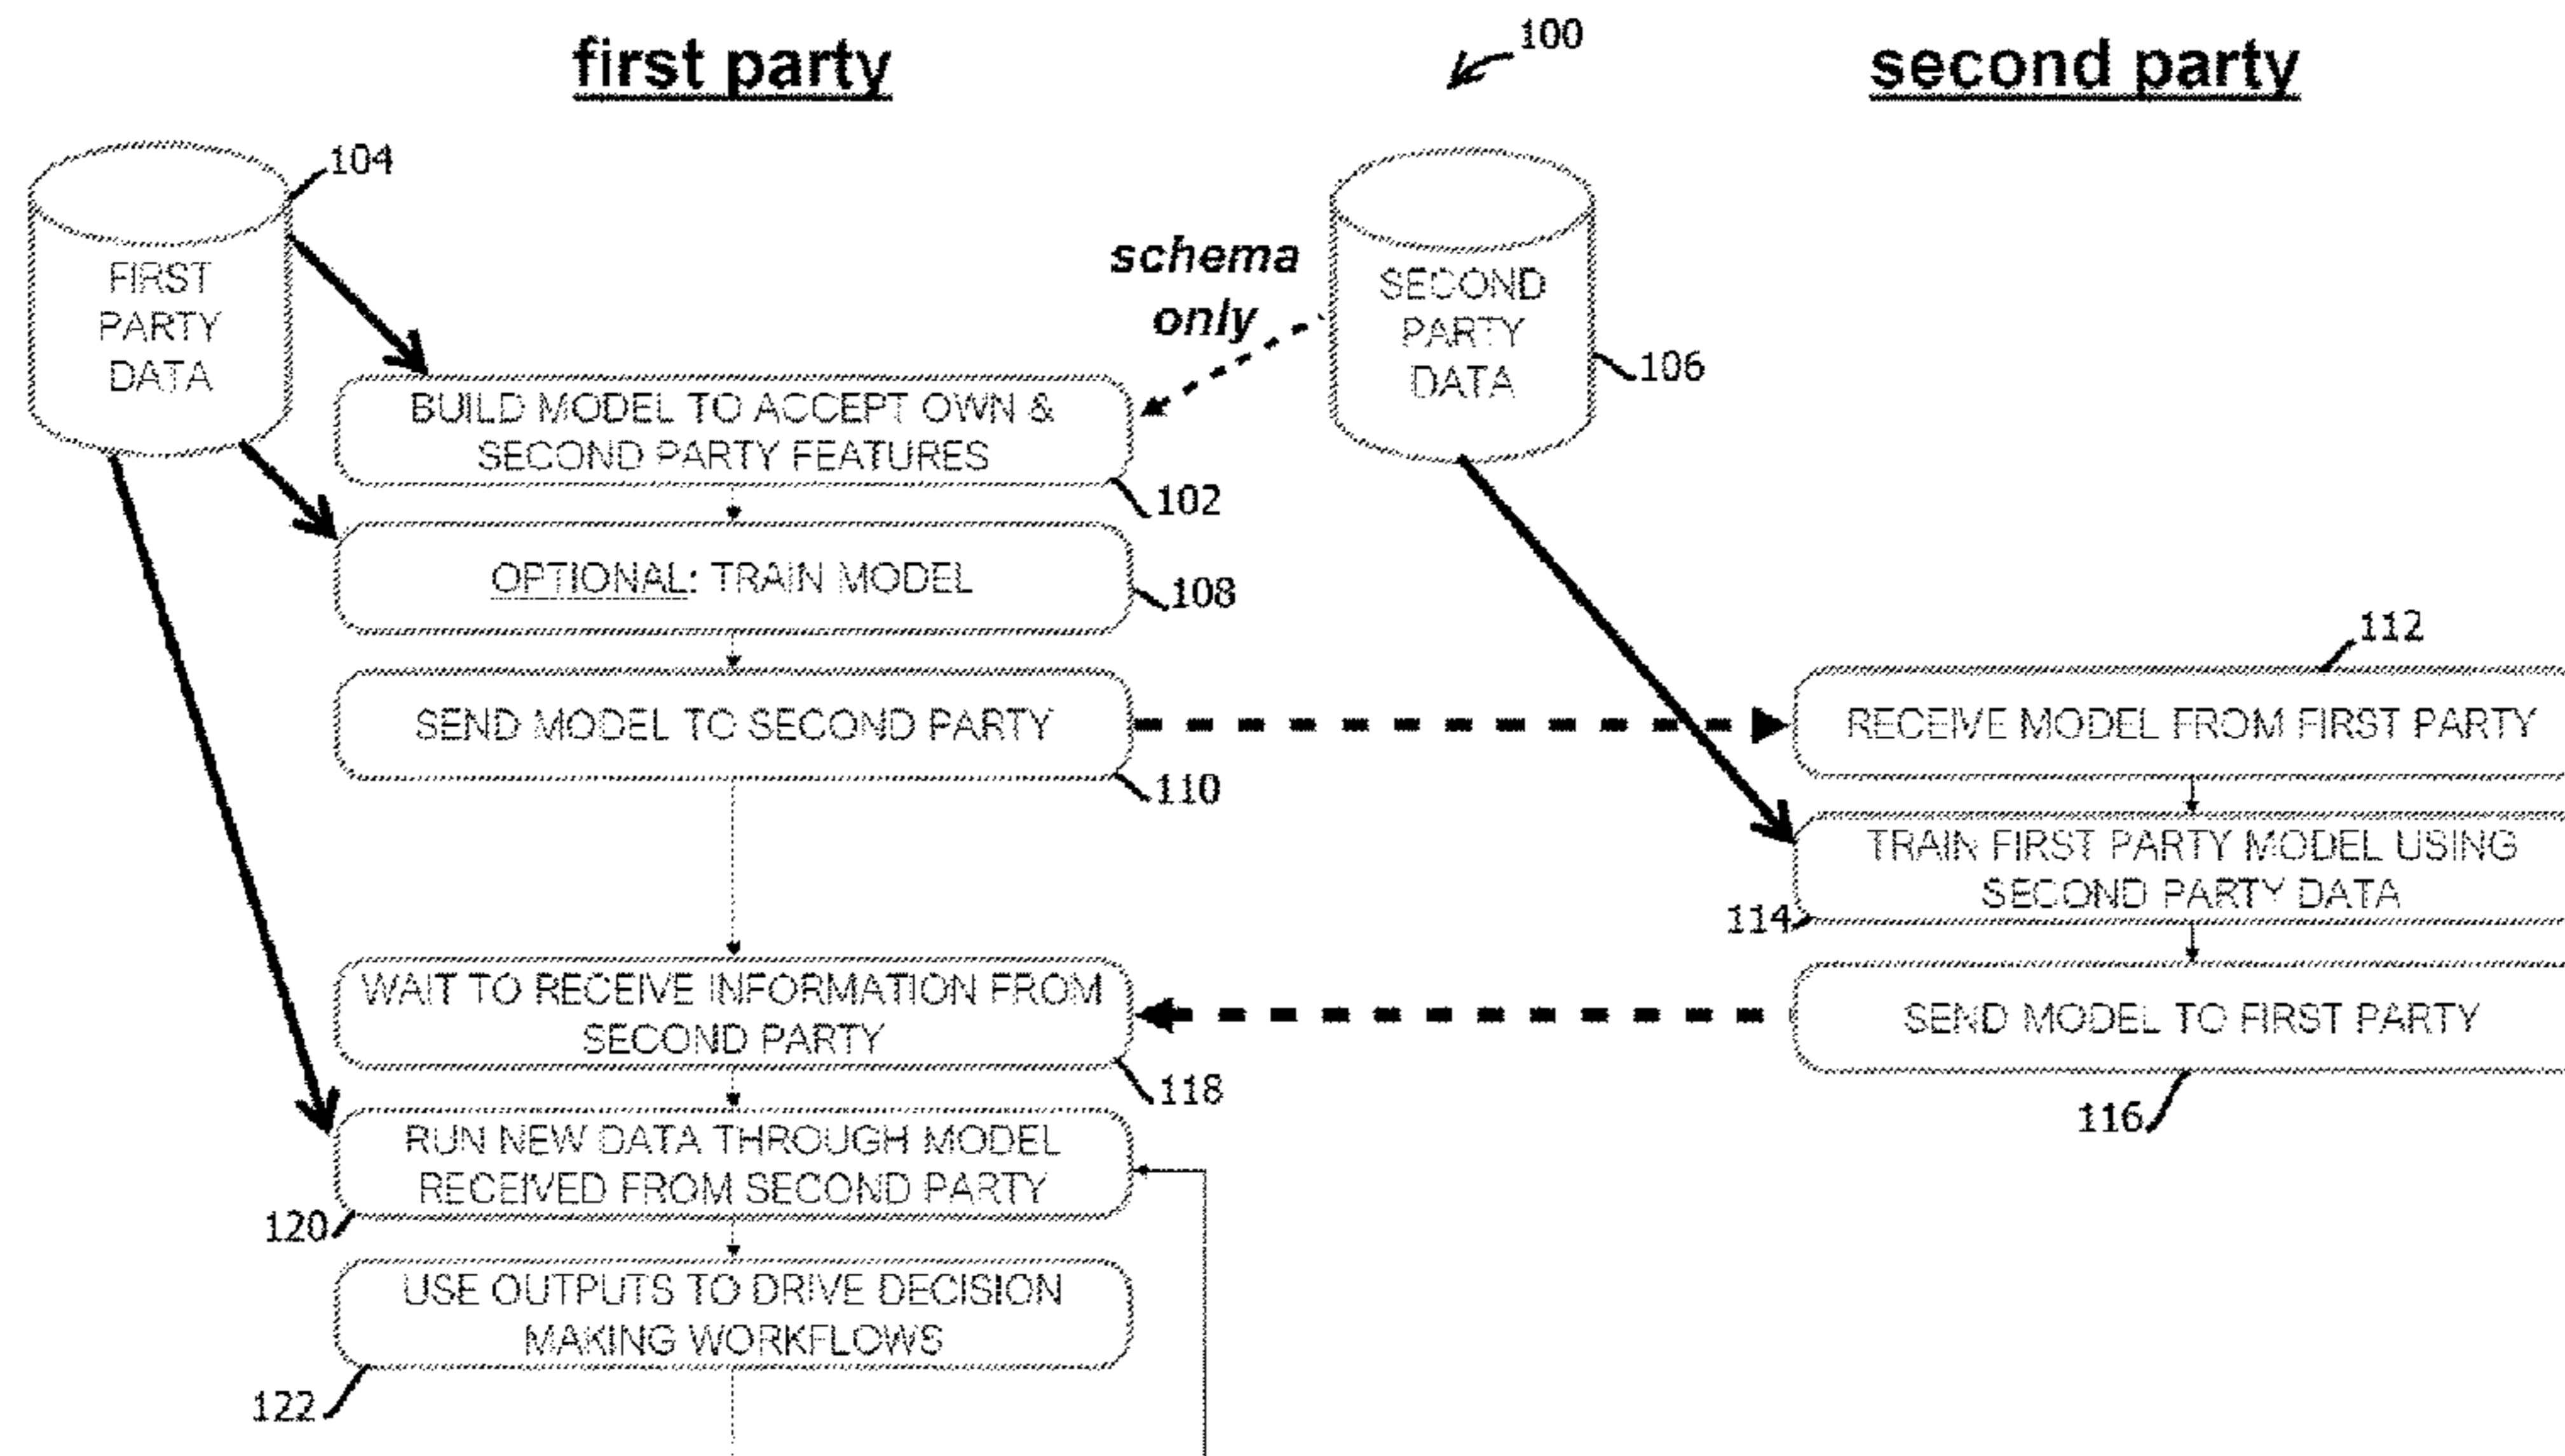 first party
100
second party
104
FIRST
PARTY
DATA
schema
only
SECOND
PARTY
DATA
106
BUILD MODEL TO ACCEPT OWN &
SECOND PARTY FEATURES
102
OPTIONAL: TRAIN MODEL
108
112
SEND MODEL TO SECOND PARTY
110
RECEIVE MODEL FROM FIRST PARTY
TRAIN FIRST PARTY MODEL USING
SECOND PARTY DATA
114
WAIT TO RECEIVE INFORMATION FROM
SECOND PARTY
118
SEND MODEL TO FIRST PARTY
116
RUN NEW DATA THROUGH MODEL
RECEIVED FROM SECOND PARTY
120
USE OUTPUTS TO DRIVE DECISION
MAKING WORKFLOWS
122